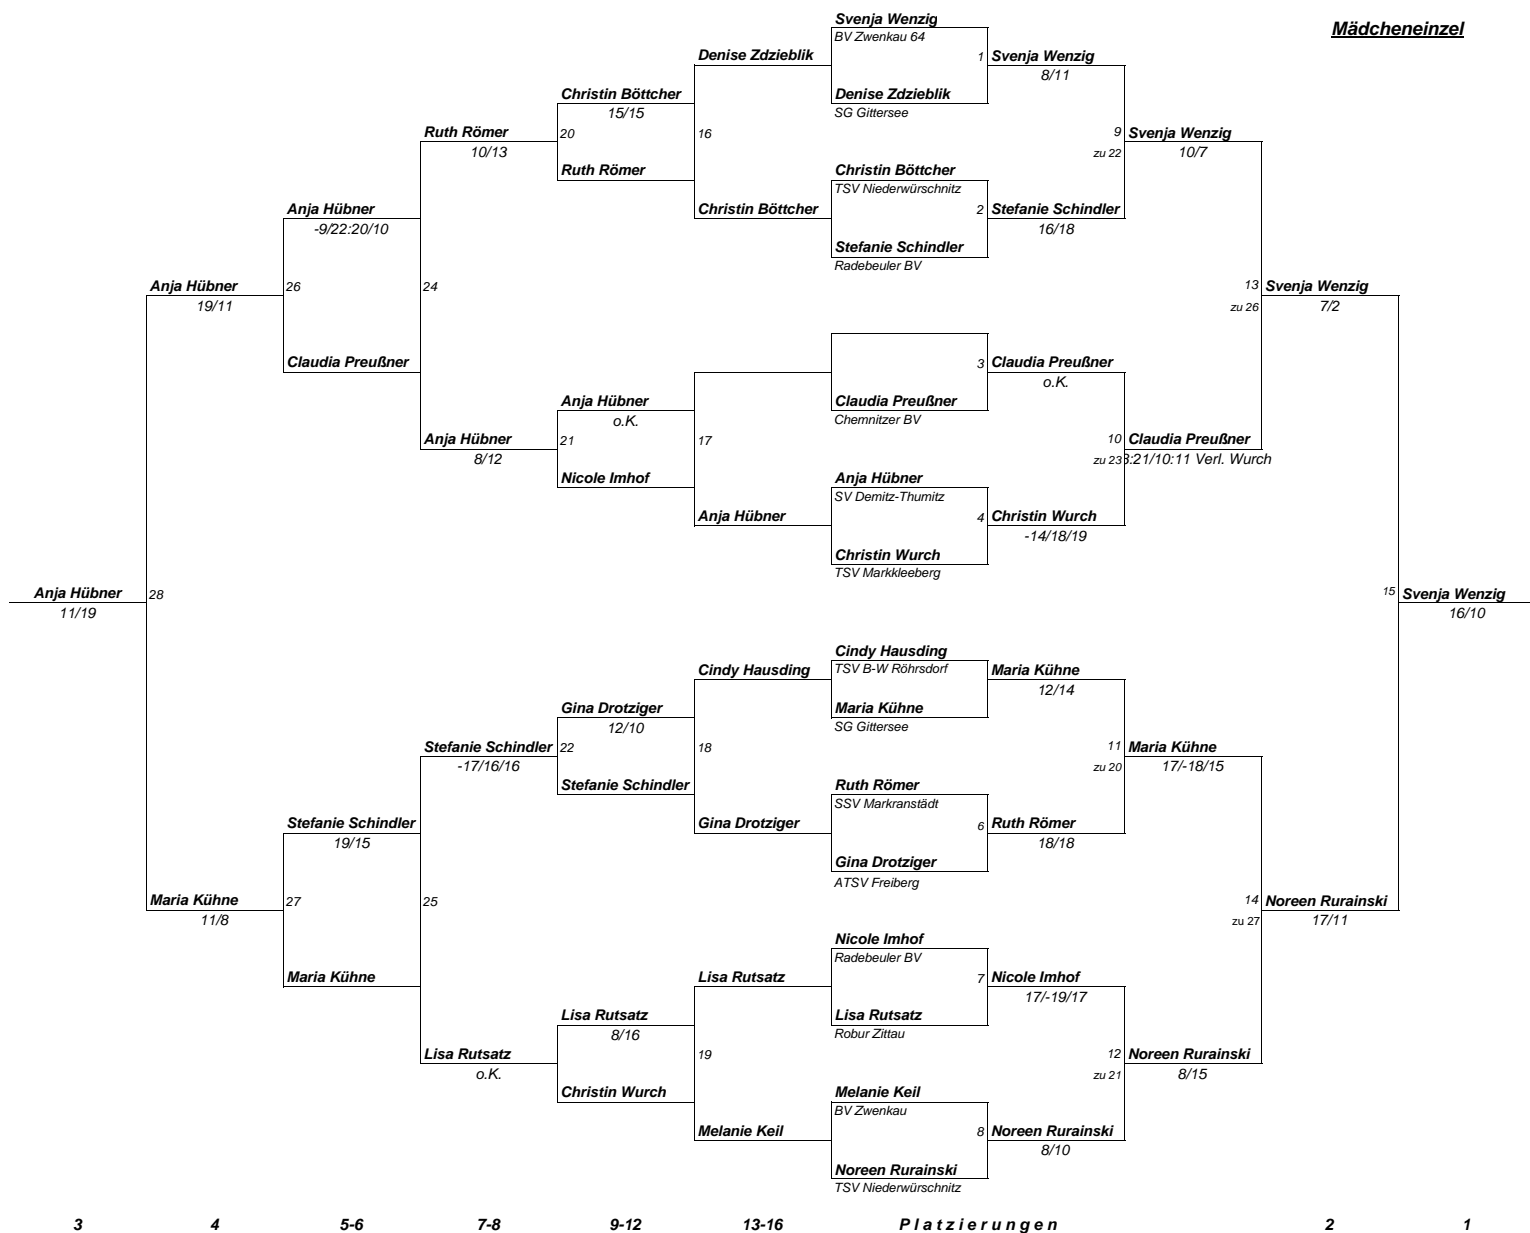 Svenja Wenzig
Mädcheneinzel
BV Zwenkau 64
Denise Zdzieblik
1
Svenja Wenzig
8/11
Christin Böttcher
Denise Zdzieblik
15/15
SG Gittersee
Ruth Römer
20
16
9
Svenja Wenzig
10/13
zu 22
10/7
Ruth Römer
Christin Böttcher
TSV Niederwürschnitz
Anja Hübner
Christin Böttcher
2
Stefanie Schindler
-9/22:20/10
16/18
Stefanie Schindler
Radebeuler BV
Anja Hübner
26
24
13
Svenja Wenzig
19/11
zu 26
7/2
Claudia Preußner
3
Claudia Preußner
o.K.
Anja Hübner
Claudia Preußner
o.K.
Chemnitzer BV
Anja Hübner
21
17
10
Claudia Preußner
8/12
zu 23
:21/10:11 Verl. Wurch
Nicole Imhof
Anja Hübner
SV Demitz-Thumitz
Anja Hübner
4
Christin Wurch
-14/18/19
Christin Wurch
TSV Markkleeberg
Anja Hübner
28
15
Svenja Wenzig
11/19
16/10
Cindy Hausding
Cindy Hausding
TSV B-W Röhrsdorf
Maria Kühne
12/14
Gina Drotziger
Maria Kühne
12/10
SG Gittersee
Stefanie Schindler
22
18
11
Maria Kühne
-17/16/16
zu 20
17/-18/15
Stefanie Schindler
Ruth Römer
SSV Markranstädt
Stefanie Schindler
Gina Drotziger
6
Ruth Römer
19/15
18/18
Gina Drotziger
ATSV Freiberg
Maria Kühne
27
25
14
Noreen Rurainski
11/8
zu 27
17/11
Nicole Imhof
Radebeuler BV
Maria Kühne
Lisa Rutsatz
7
Nicole Imhof
17/-19/17
Lisa Rutsatz
Lisa Rutsatz
8/16
Robur Zittau
Lisa Rutsatz
19
12
Noreen Rurainski
o.K.
zu 21
8/15
Christin Wurch
Melanie Keil
BV Zwenkau
Melanie Keil
8
Noreen Rurainski
8/10
Noreen Rurainski
TSV Niederwürschnitz
3 4 5-6 7-8 9-12 13-16 Platzierungen 2 1